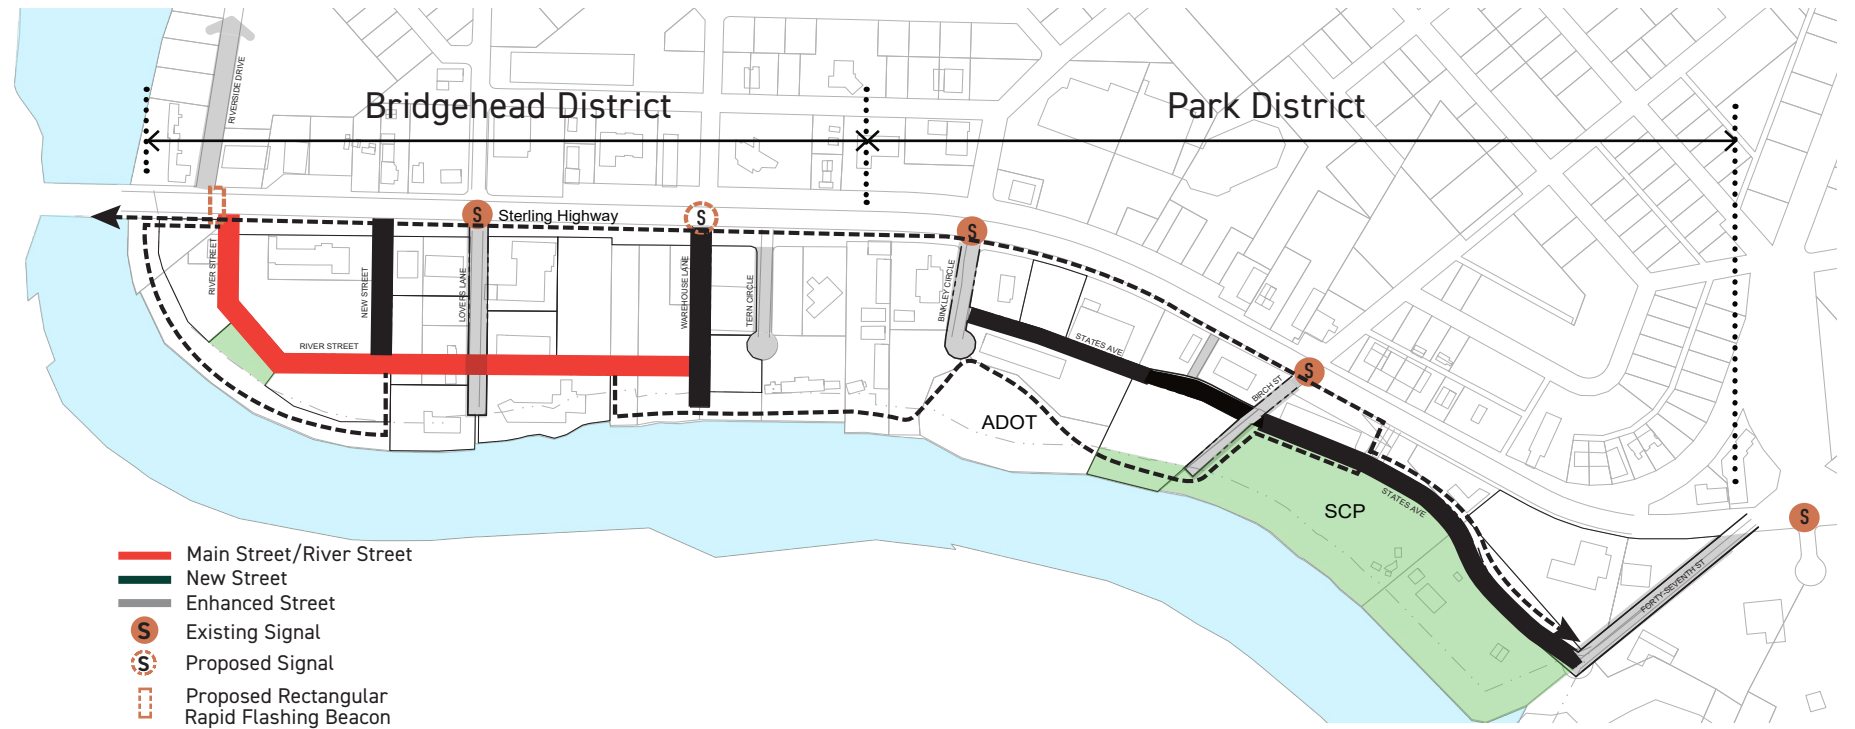 RIVERSIDE DRIVE
Bridgehead District
Park District
S
Sterling Highway
S
S
S
S
RIVER STREET
NEW STREET
LOVERS LANE
WAREHOUSE LANE
TERN CIRCLE
BINKLEY CIRCLE
RIVER STREET
STATES AVE
BIRCH ST
ADOT
SCP
STATES AVE
FORTY-SEVENTH ST
Main Street/River Street
New Street
Enhanced Street
S
Existing Signal
S
Proposed Signal
Proposed Rectangular
Rapid Flashing Beacon